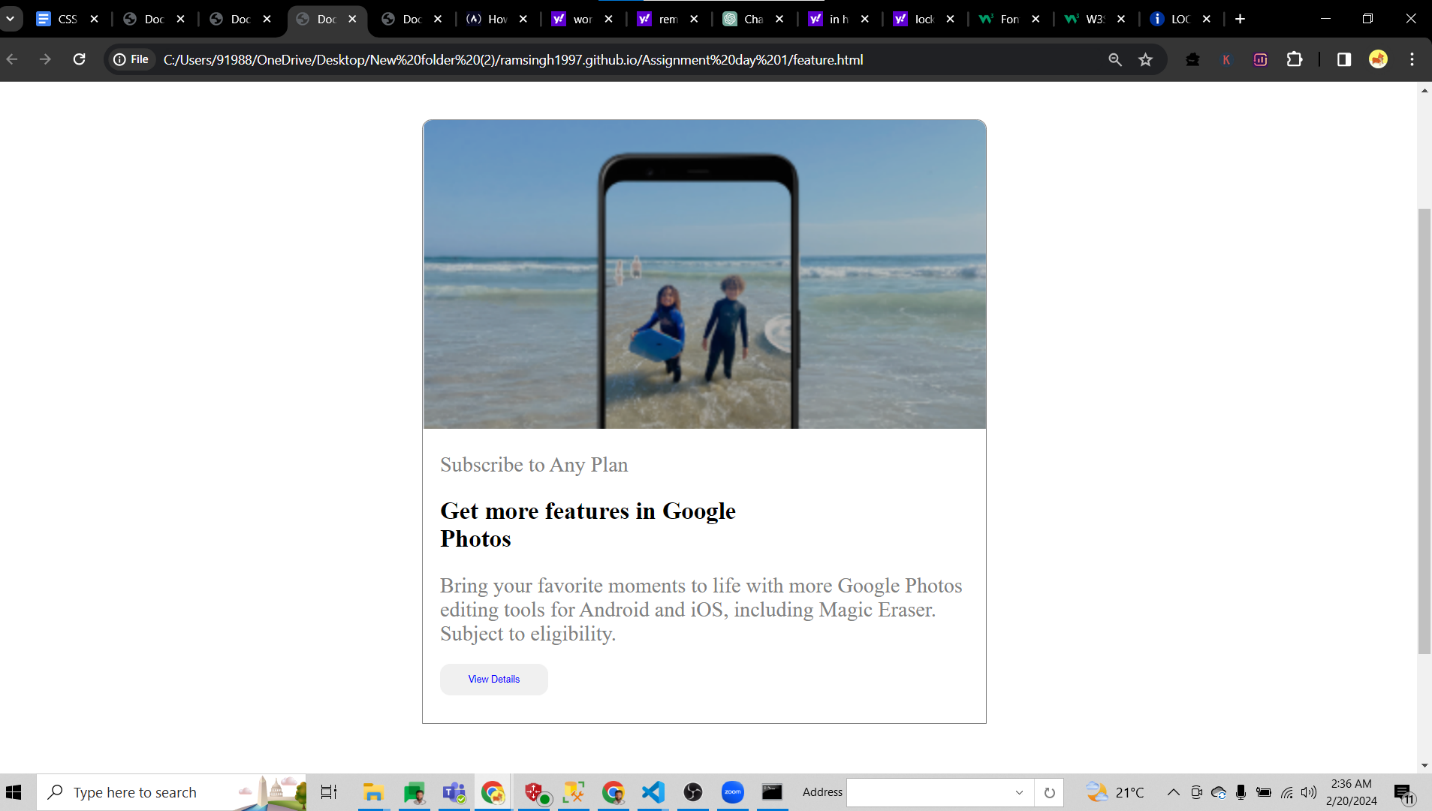 CSS
Doc
Doc
Doc
Doc
How
wor
rem
Cha
in h
lock
Fon
W3
LOC
File
C:/Users/91988/OneDrive/Desktop/New%20folder%20(2)/ramsingh1997.github.io/Assignment%20day%201/feature.html
Subscribe to Any Plan
Get more features in Google
Photos
Bring your favorite moments to life with more Google Photos
editing tools for Android and iOS, including Magic Eraser.
Subject to eligibility.
View Details
Type here to search
zoom
Address
21°C
2:36 AM
2/20/2024